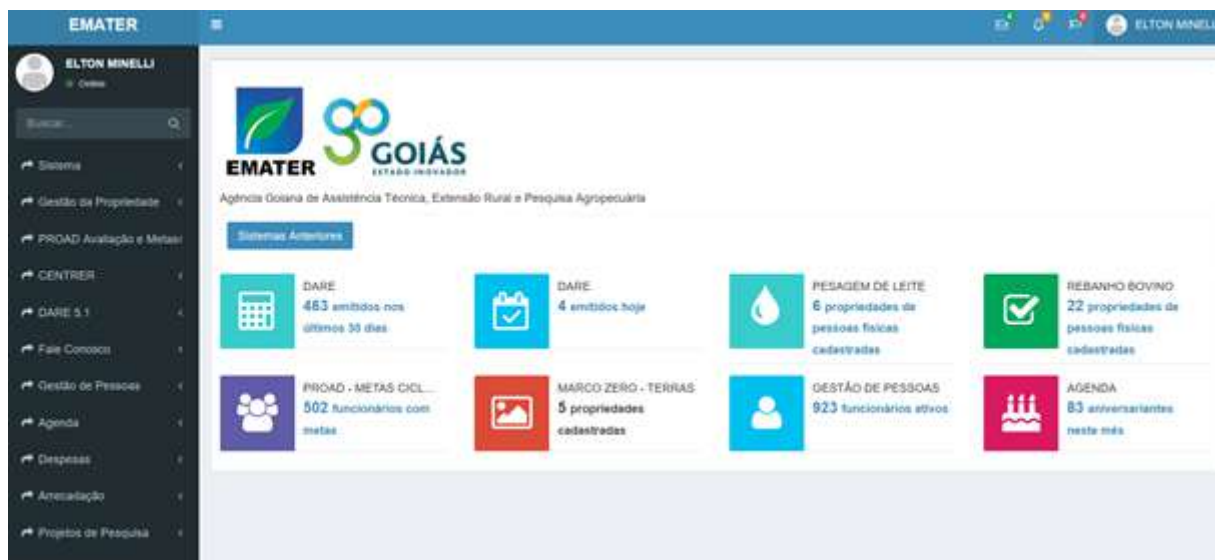 EMATER
ELTON MINELLI
ELTON MINELLI
Online
Buscar...
Sistema
Gestão da Propriedade
PROAD Avaliação e Metas
CENTRER
DARE 5.1
Fale Conosco
Gestão de Pessoas
Agenda
Despesas
Arrecadação
Projetos de Pesquisa
EMATER
GOIÁS
ESTADO INOVADOR
Agência Goiana de Assistência Técnica, Extensão Rural e Pesquisa Agropecuária
Sistemas Anteriores
DARE
463 emitidos nos
últimos 30 dias
DARE
4 emitidos hoje
PESAGEM DE LEITE
6 propriedades de
pessoas físicas
cadastradas
REBANHO BOVINO
22 propriedades de
pessoas físicas
cadastradas
PROAD - METAS CICL...
502 funcionários com
metas
MARCO ZERO - TERRAS
5 propriedades
cadastradas
GESTÃO DE PESSOAS
923 funcionários ativos
AGENDA
83 aniversariantes
neste mês